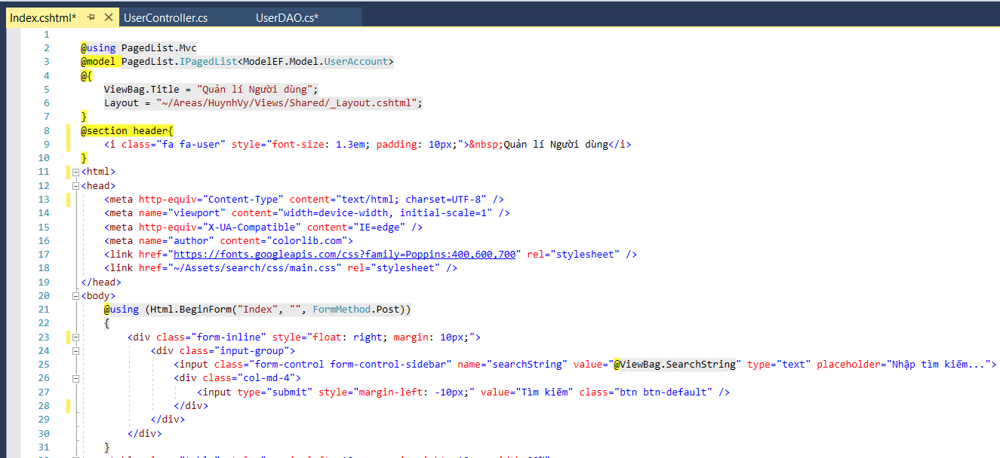 Index.cshtml* UserController.cs UserDAO.cs*
1
2 @using PagedList.Mvc
3 @model PagedList.IPagedList<ModelEF.Model.UserAccount>
4 @{
5 ViewBag.Title = "Quản lí Người dùng";
6 Layout = "~/Areas/HuynhVy/Views/Shared/_Layout.cshtml";
7 }
8 @section header{
9 <i class="fa fa-user" style="font-size: 1.3em; padding: 10px;">&nbsp;Quản lí Người dùng</i>
10 }
11 <html>
12 <head>
13 <meta http-equiv="Content-Type" content="text/html; charset=UTF-8" />
14 <meta name="viewport" content="width=device-width, initial-scale=1" />
15 <meta http-equiv="X-UA-Compatible" content="IE=edge" />
16 <meta name="author" content="colorlib.com">
17 <link href="https://fonts.googleapis.com/css?family=Poppins:400,600,700" rel="stylesheet" />
18 <link href="~/Assets/search/css/main.css" rel="stylesheet" />
19 </head>
20 <body>
21 @using (Html.BeginForm("Index", "", FormMethod.Post))
22 {
23 <div class="form-inline" style="float: right; margin: 10px;">
24 <div class="input-group">
25 <input class="form-control form-control-sidebar" name="searchString" value="@ViewBag.SearchString" type="text" placeholder="Nhập tìm kiếm...">
26 <div class="col-md-4">
27 <input type="submit" style="margin-left: -10px;" value="Tìm kiếm" class="btn btn-default" />
28 </div>
29 </div>
30 </div>
31 }